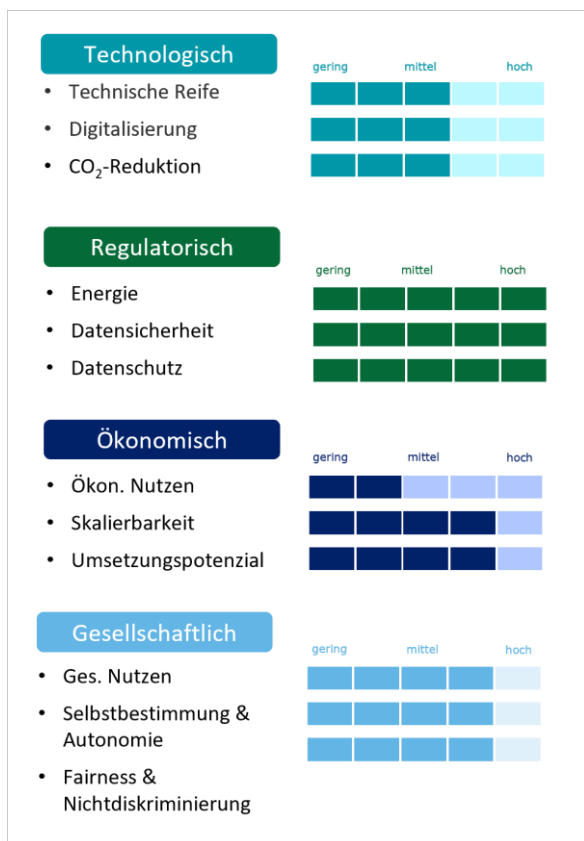 Technologisch
gering mittel hoch
• Technische Reife
• Digitalisierung
• CO₂-Reduktion
Regulatorisch
gering mittel hoch
• Energie
• Datensicherheit
• Datenschutz
Ökonomisch
gering mittel hoch
• Ökon. Nutzen
• Skalierbarkeit
• Umsetzungspotenzial
Gesellschaftlich
gering mittel hoch
• Ges. Nutzen
• Selbstbestimmung &
Autonomie
• Fairness &
Nichtdiskriminierung